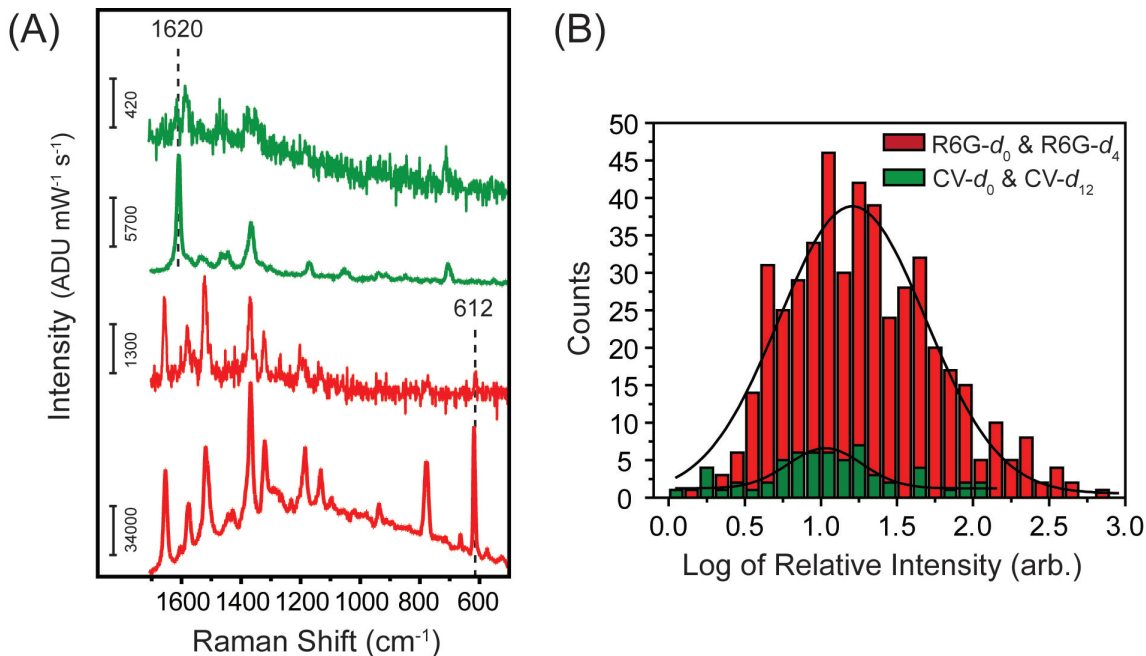 (A)
1620
420
5700
612
1300
34000
Intensity (ADU mW⁻¹ s⁻¹)
1600 1400 1200 1000 800 600
Raman Shift (cm⁻¹)
(B)
R6G-d₀ & R6G-d₄
CV-d₀ & CV-d₁₂
50
45
40
35
30
25
20
15
10
5
0
Counts
0.0 0.5 1.0 1.5 2.0 2.5 3.0
Log of Relative Intensity (arb.)